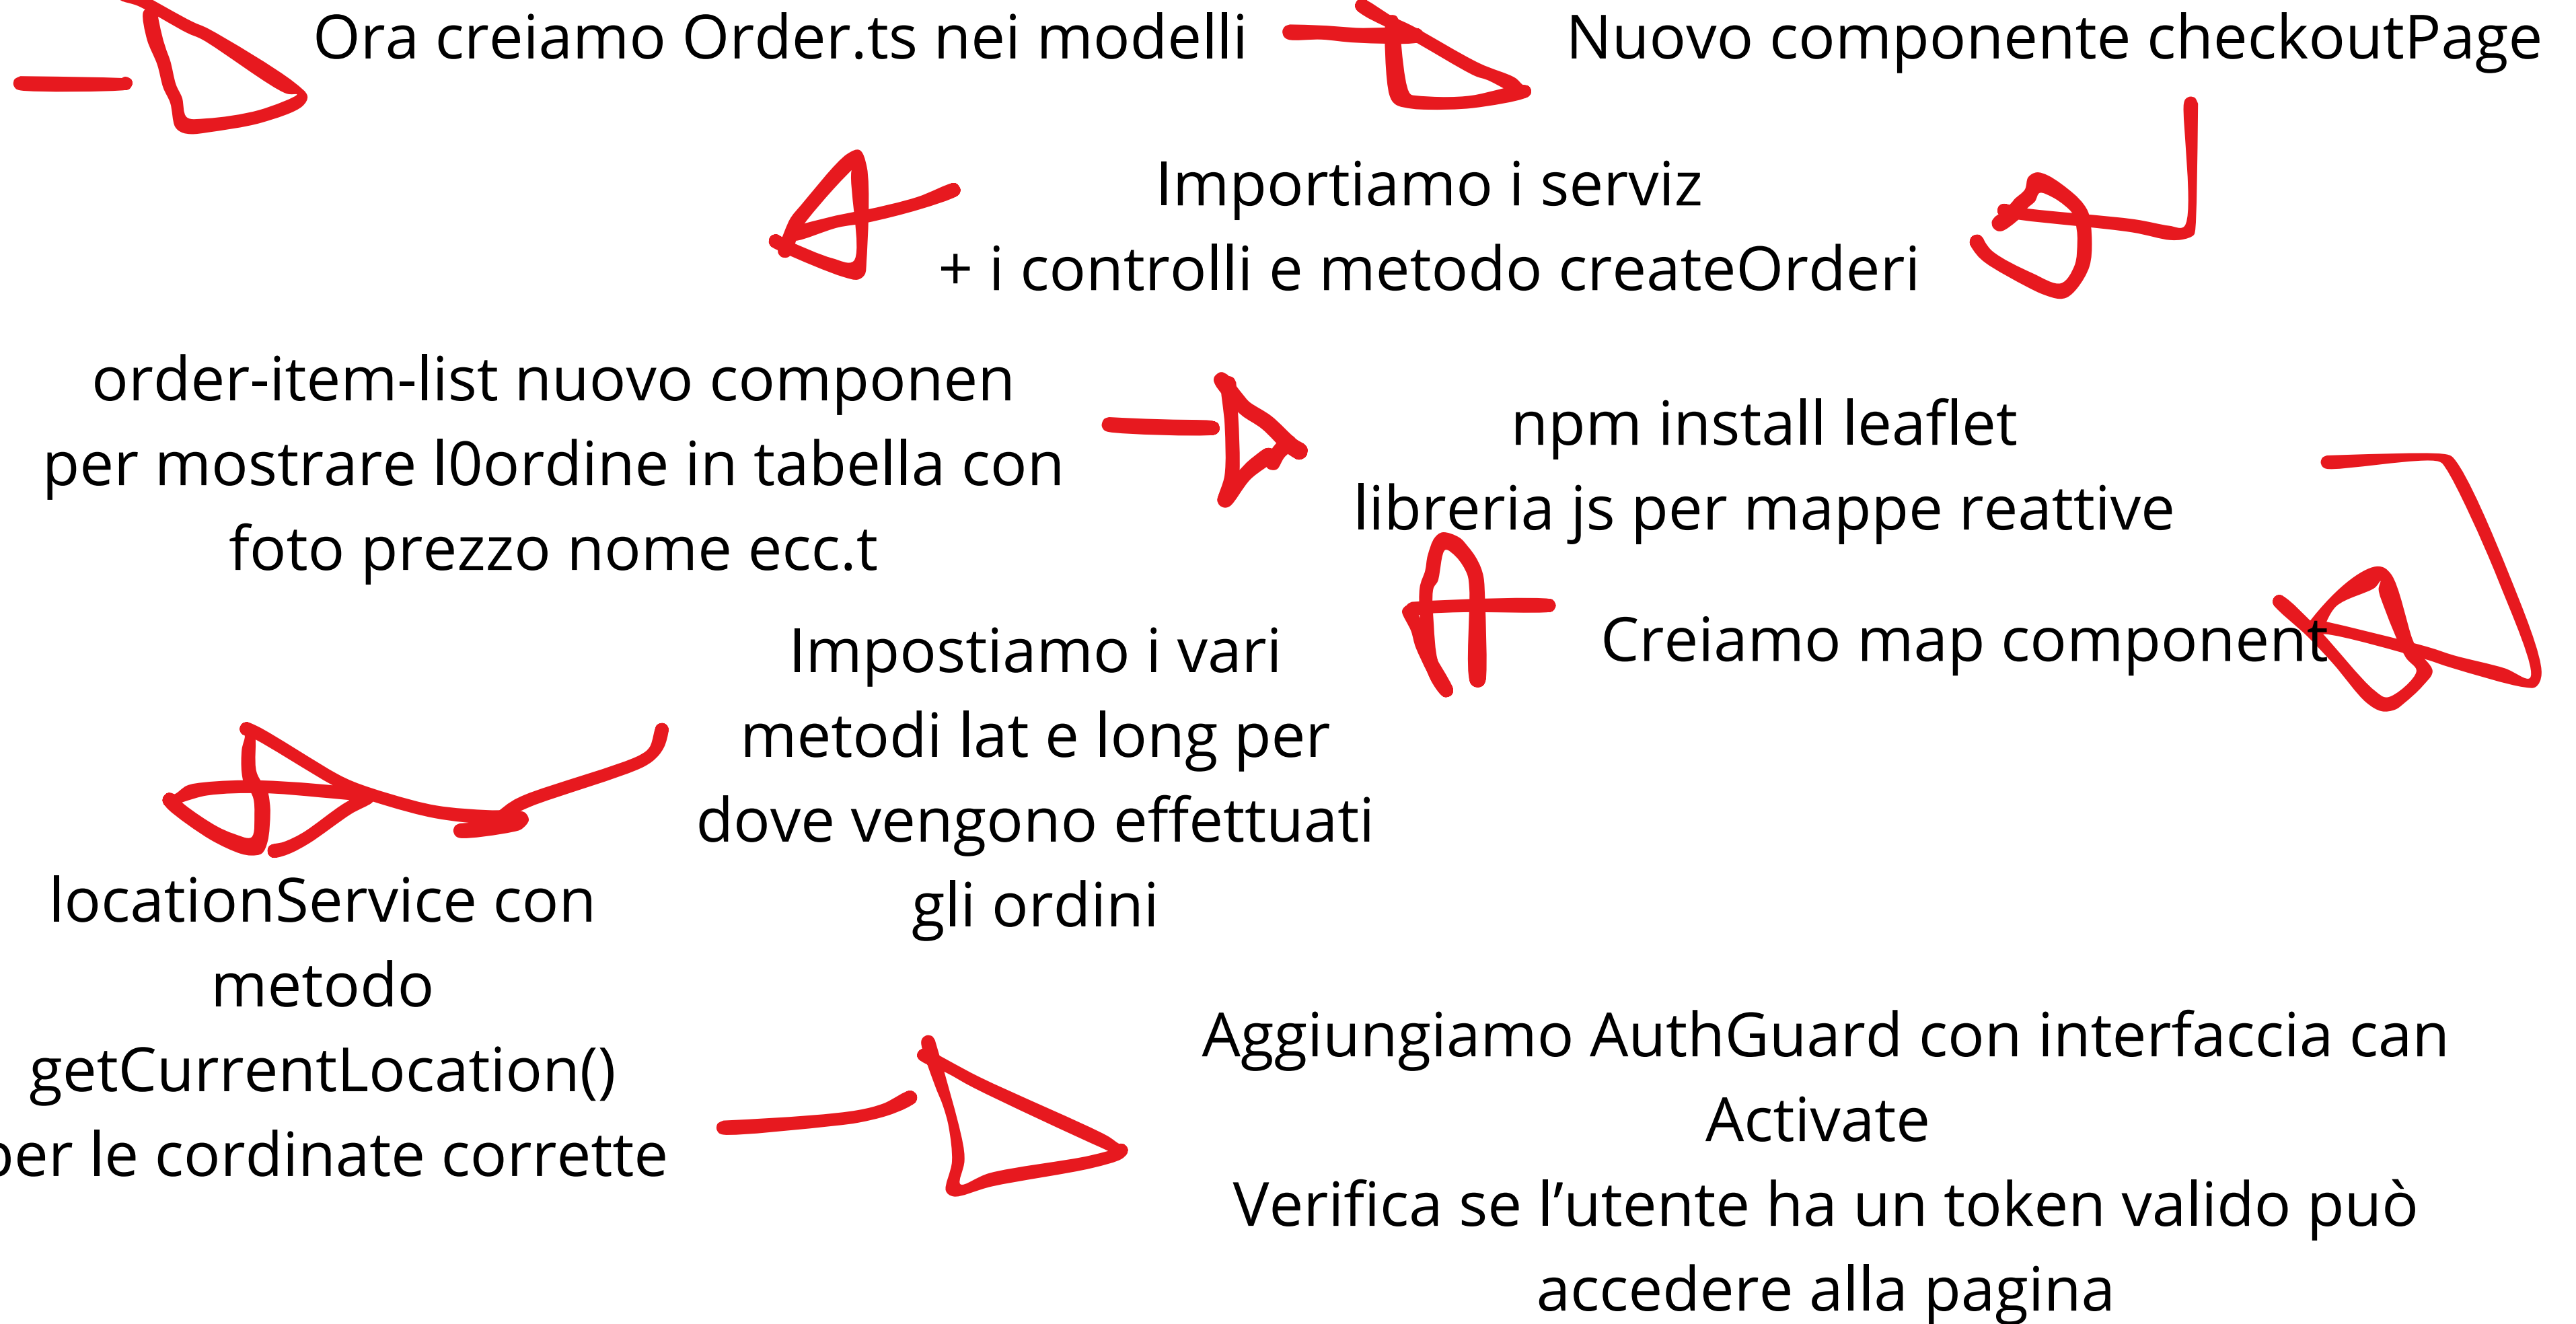 Ora creiamo Order.ts nei modelli
Nuovo componente checkoutPage
Importiamo i serviz
+ i controlli e metodo createOrderi
order-item-list nuovo componen
per mostrare l0ordine in tabella con
foto prezzo nome ecc.t
npm install leaflet
libreria js per mappe reattive
Creiamo map component
Impostiamo i vari
metodi lat e long per
dove vengono effettuati
gli ordini
locationService con
metodo
getCurrentLocation()
per le cordinate corrette
Aggiungiamo AuthGuard con interfaccia can
Activate
Verifica se l’utente ha un token valido può
accedere alla pagina